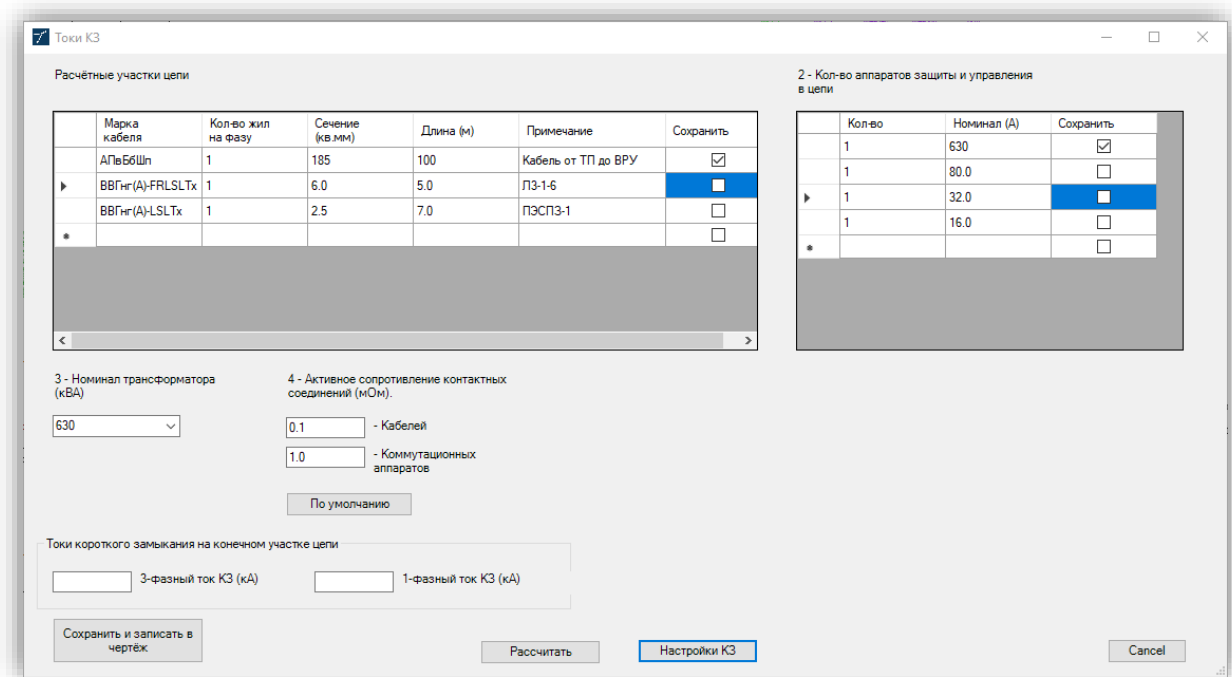 Токи КЗ
Расчётные участки цепи
Марка кабеля Кол-во жил на фазу Сечение (кв.мм) Длина (м) Примечание Сохранить
АПвБбШп 1 185 100 Кабель от ТП до ВРУ
ВВГнг(А)-FRLSLTx 1 6.0 5.0 ЛЗ-1-6
ВВГнг(А)-LSLTx 1 2.5 7.0 ПЭСПЗ-1
2 - Кол-во аппаратов защиты и управления
в цепи
Кол-во Номинал (А) Сохранить
1 630
1 80.0
1 32.0
1 16.0
3 - Номинал трансформатора
(кВА)
630
4 - Активное сопротивление контактных
соединений (мОм).
0.1 - Кабелей
1.0 - Коммутационных
аппаратов
По умолчанию
Токи короткого замыкания на конечном участке цепи
3-фазный ток КЗ (кА) 1-фазный ток КЗ (кА)
Сохранить и записать в
чертёж
Рассчитать
Настройки КЗ
Cancel